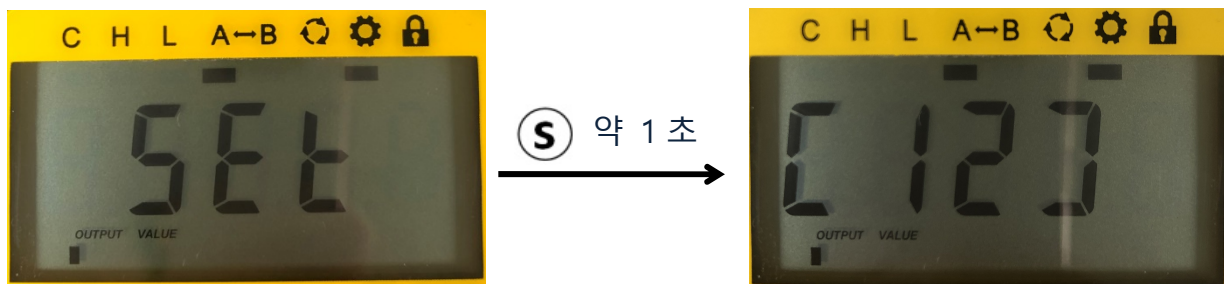 C H L A↔B
SEt
OUTPUT VALUE
S 약 1 초
C H L A↔B
[12]
OUTPUT VALUE